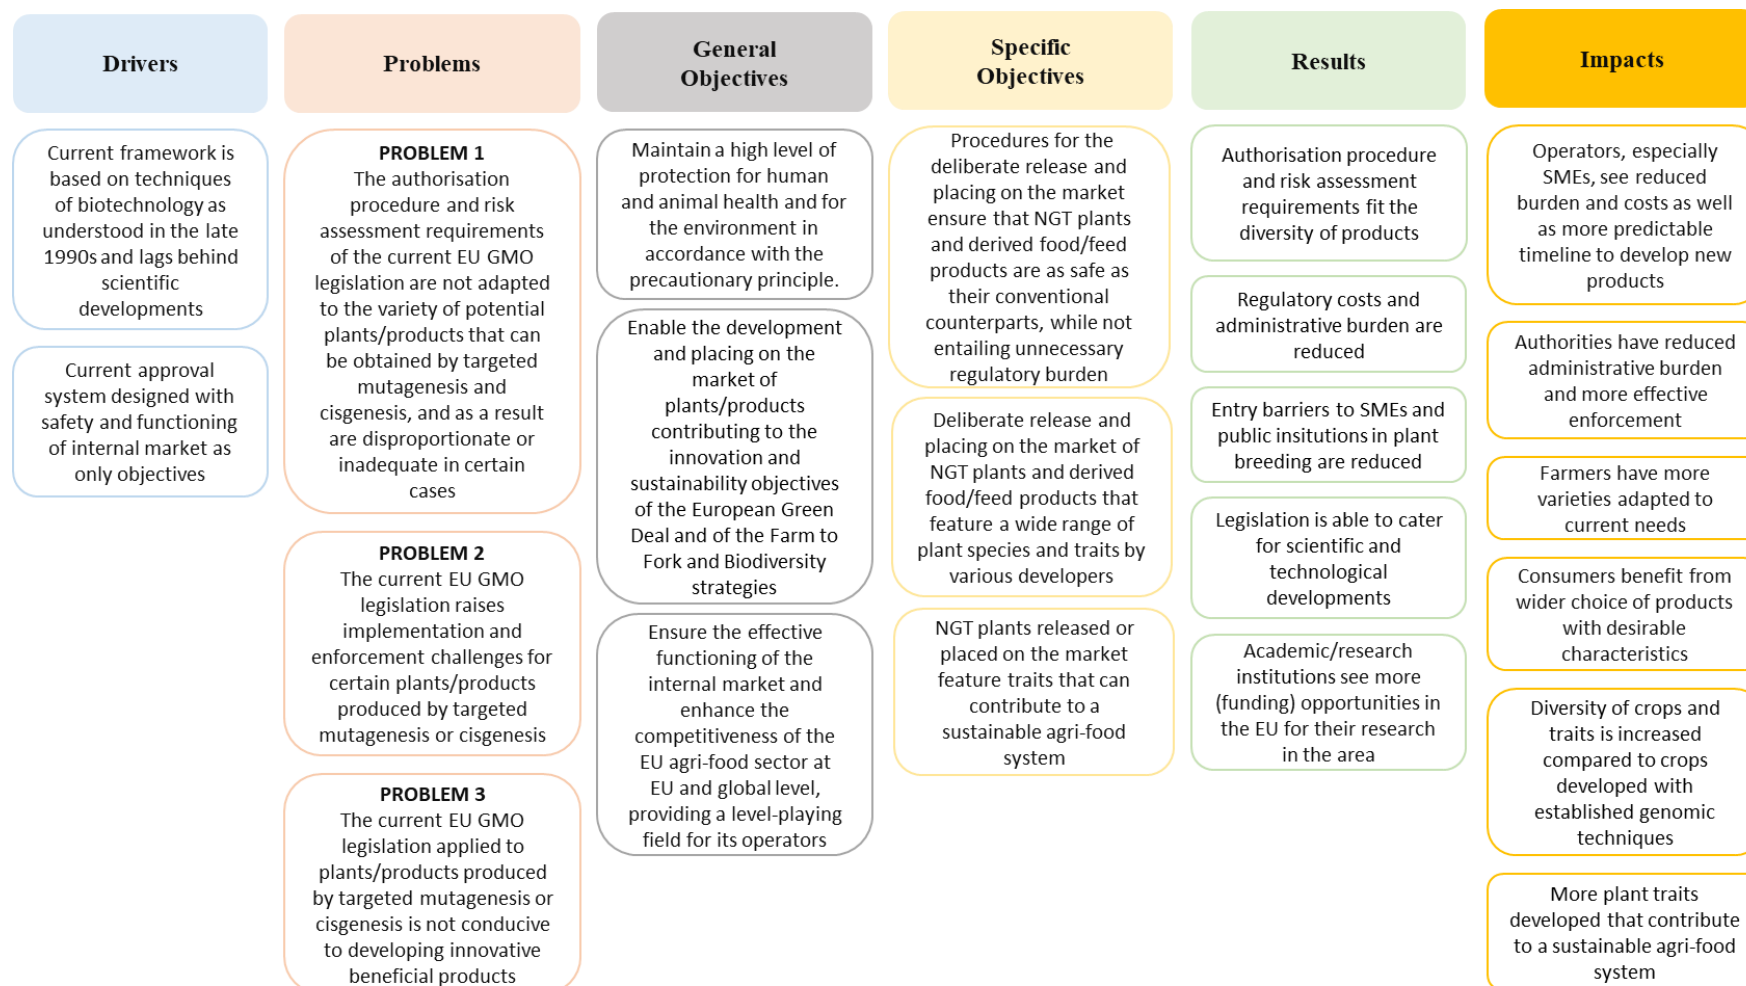 Drivers
Current framework is
based on techniques
of biotechnology as
understood in the late
1990s and lags behind
scientific
developments
Current approval
system designed with
safety and functioning
of internal market as
only objectives
Problems
PROBLEM 1
The authorisation
procedure and risk
assessment requirements
of the current EU GMO
legislation are not adapted
to the variety of potential
plants/products that can
be obtained by targeted
mutagenesis and
cisgenesis, and as a result
are disproportionate or
inadequate in certain
cases
PROBLEM 2
The current EU GMO
legislation raises
implementation and
enforcement challenges for
certain plants/products
produced by targeted
mutagenesis or cisgenesis
PROBLEM 3
The current EU GMO
legislation applied to
plants/products produced
by targeted mutagenesis or
cisgenesis is not conducive
to developing innovative
beneficial products
General
Objectives
Maintain a high level of
protection for human
and animal health and for
the environment in
accordance with the
precautionary principle.
Enable the development
and placing on the
market of
plants/products
contributing to the
innovation and
sustainability objectives
of the European Green
Deal and of the Farm to
Fork and Biodiversity
strategies
Ensure the effective
functioning of the
internal market and
enhance the
competitiveness of the
EU agri-food sector at
EU and global level,
providing a level-playing
field for its operators
Specific
Objectives
Procedures for the
deliberate release and
placing on the market
ensure that NGT plants
and derived food/feed
products are as safe as
their conventional
counterparts, while not
entailing unnecessary
regulatory burden
Deliberate release and
placing on the market of
NGT plants and derived
food/feed products that
feature a wide range of
plant species and traits by
various developers
NGT plants released or
placed on the market
feature traits that can
contribute to a
sustainable agri-food
system
Results
Authorisation procedure
and risk assessment
requirements fit the
diversity of products
Regulatory costs and
administrative burden are
reduced
Entry barriers to SMEs and
public insitutions in plant
breeding are reduced
Legislation is able to cater
for scientific and
technological
developments
Academic/research
institutions see more
(funding) opportunities in
the EU for their research
in the area
Impacts
Operators, especially
SMEs, see reduced
burden and costs as well
as more predictable
timeline to develop new
products
Authorities have reduced
administrative burden
and more effective
enforcement
Farmers have more
varieties adapted to
current needs
Consumers benefit from
wider choice of products
with desirable
characteristics
Diversity of crops and
traits is increased
compared to crops
developed with
established genomic
techniques
More plant traits
developed that contribute
to a sustainable agri-food
system